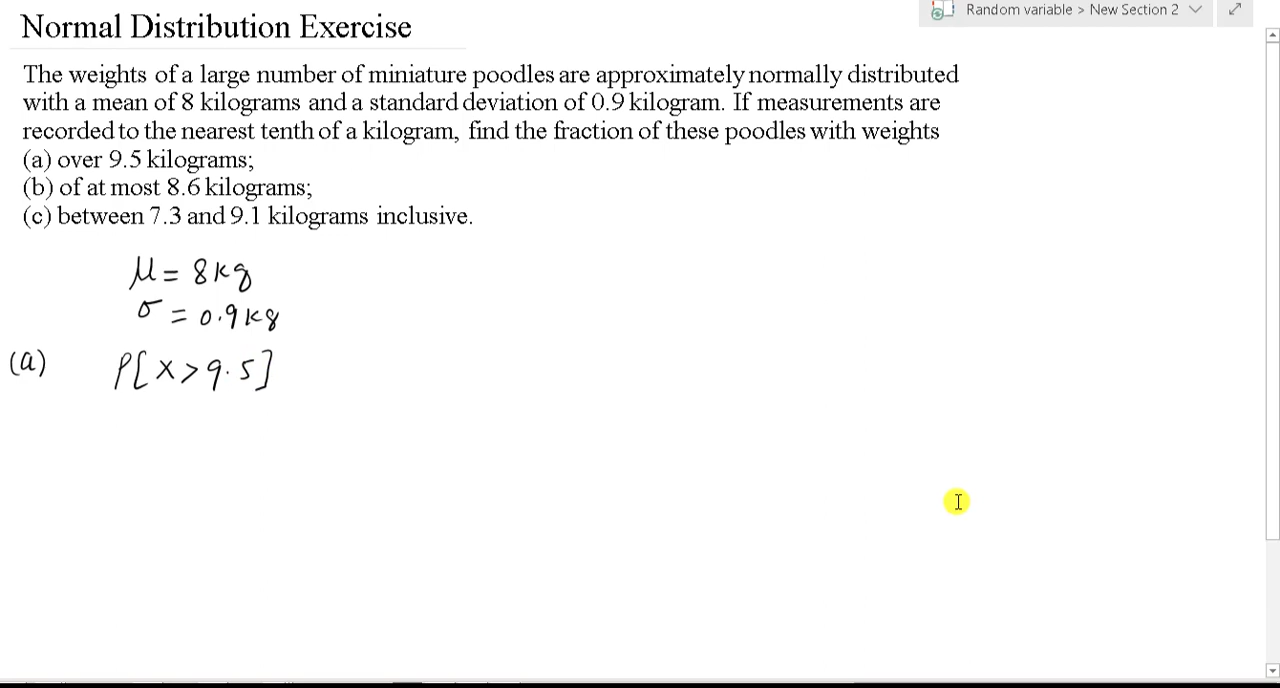 Random variable > New Section 2
Normal Distribution Exercise
The weights of a large number of miniature poodles are approximately normally distributed
with a mean of 8 kilograms and a standard deviation of 0.9 kilogram. If measurements are
recorded to the nearest tenth of a kilogram, find the fraction of these poodles with weights
(a) over 9.5 kilograms;
(b) of at most 8.6 kilograms;
(c) between 7.3 and 9.1 kilograms inclusive.
μ = 8 kg
σ = 0.9 kg
(a) P[X > 9.5]